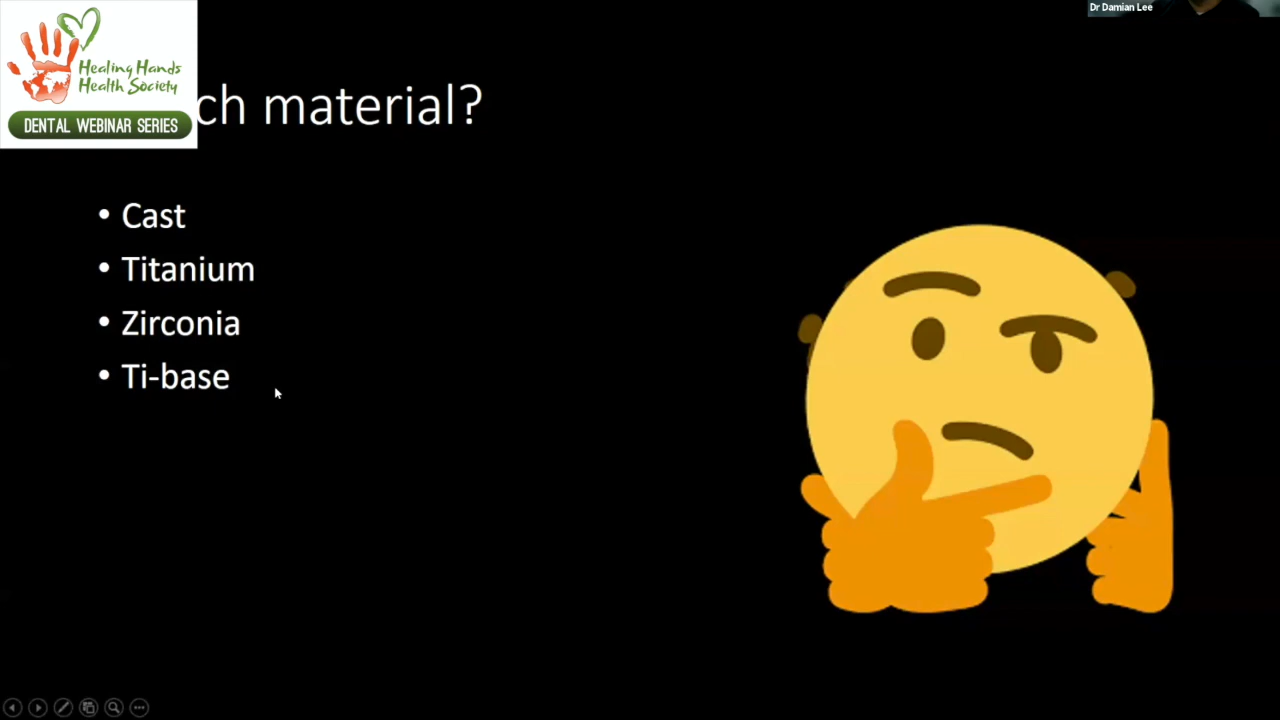 Dr Damian Lee
Healing Hands
Health Society
DENTAL WEBINAR SERIES
ch material?
• Cast
• Titanium
• Zirconia
• Ti-base